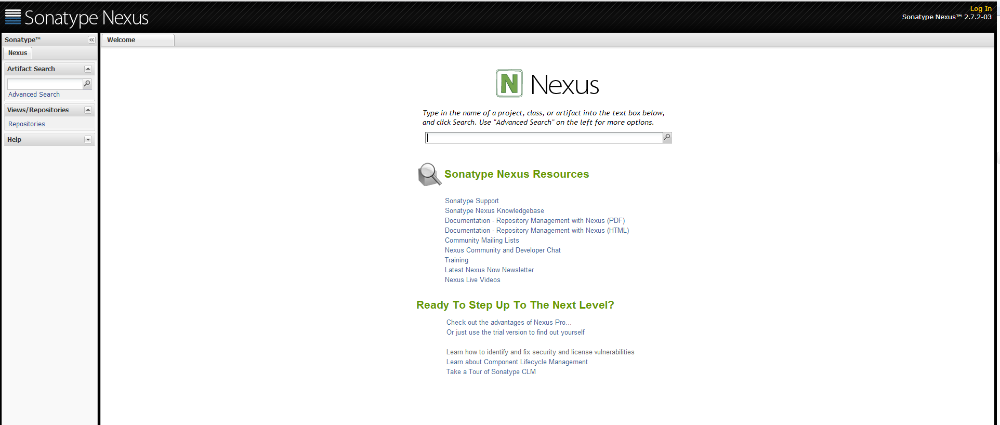 Sonatype Nexus
Log In
Sonatype Nexus™ 2.7.2-03
Sonatype™
Nexus
Artifact Search
Advanced Search
Views/Repositories
Repositories
Help
Welcome
N Nexus
Type in the name of a project, class, or artifact into the text box below,
and click Search. Use "Advanced Search" on the left for more options.
Sonatype Nexus Resources
Sonatype Support
Sonatype Nexus Knowledgebase
Documentation - Repository Management with Nexus (PDF)
Documentation - Repository Management with Nexus (HTML)
Community Mailing Lists
Nexus Community and Developer Chat
Training
Latest Nexus Now Newsletter
Nexus Live Videos
Ready To Step Up To The Next Level?
Check out the advantages of Nexus Pro...
Or just use the trial version to find out yourself
Learn how to identify and fix security and license vulnerabilities
Learn about Component Lifecycle Management
Take a Tour of Sonatype CLM